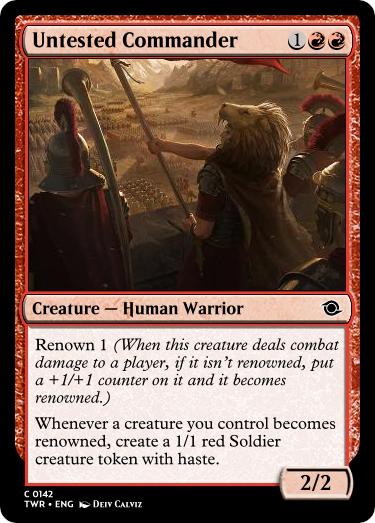 Untested Commander 1
Creature — Human Warrior
Renown 1 (When this creature deals combat
damage to a player, if it isn't renowned, put
a +1/+1 counter on it and it becomes
renowned.)
Whenever a creature you control becomes
renowned, create a 1/1 red Soldier
creature token with haste.
2/2
C 0142
TWR • ENG Deiv Calviz